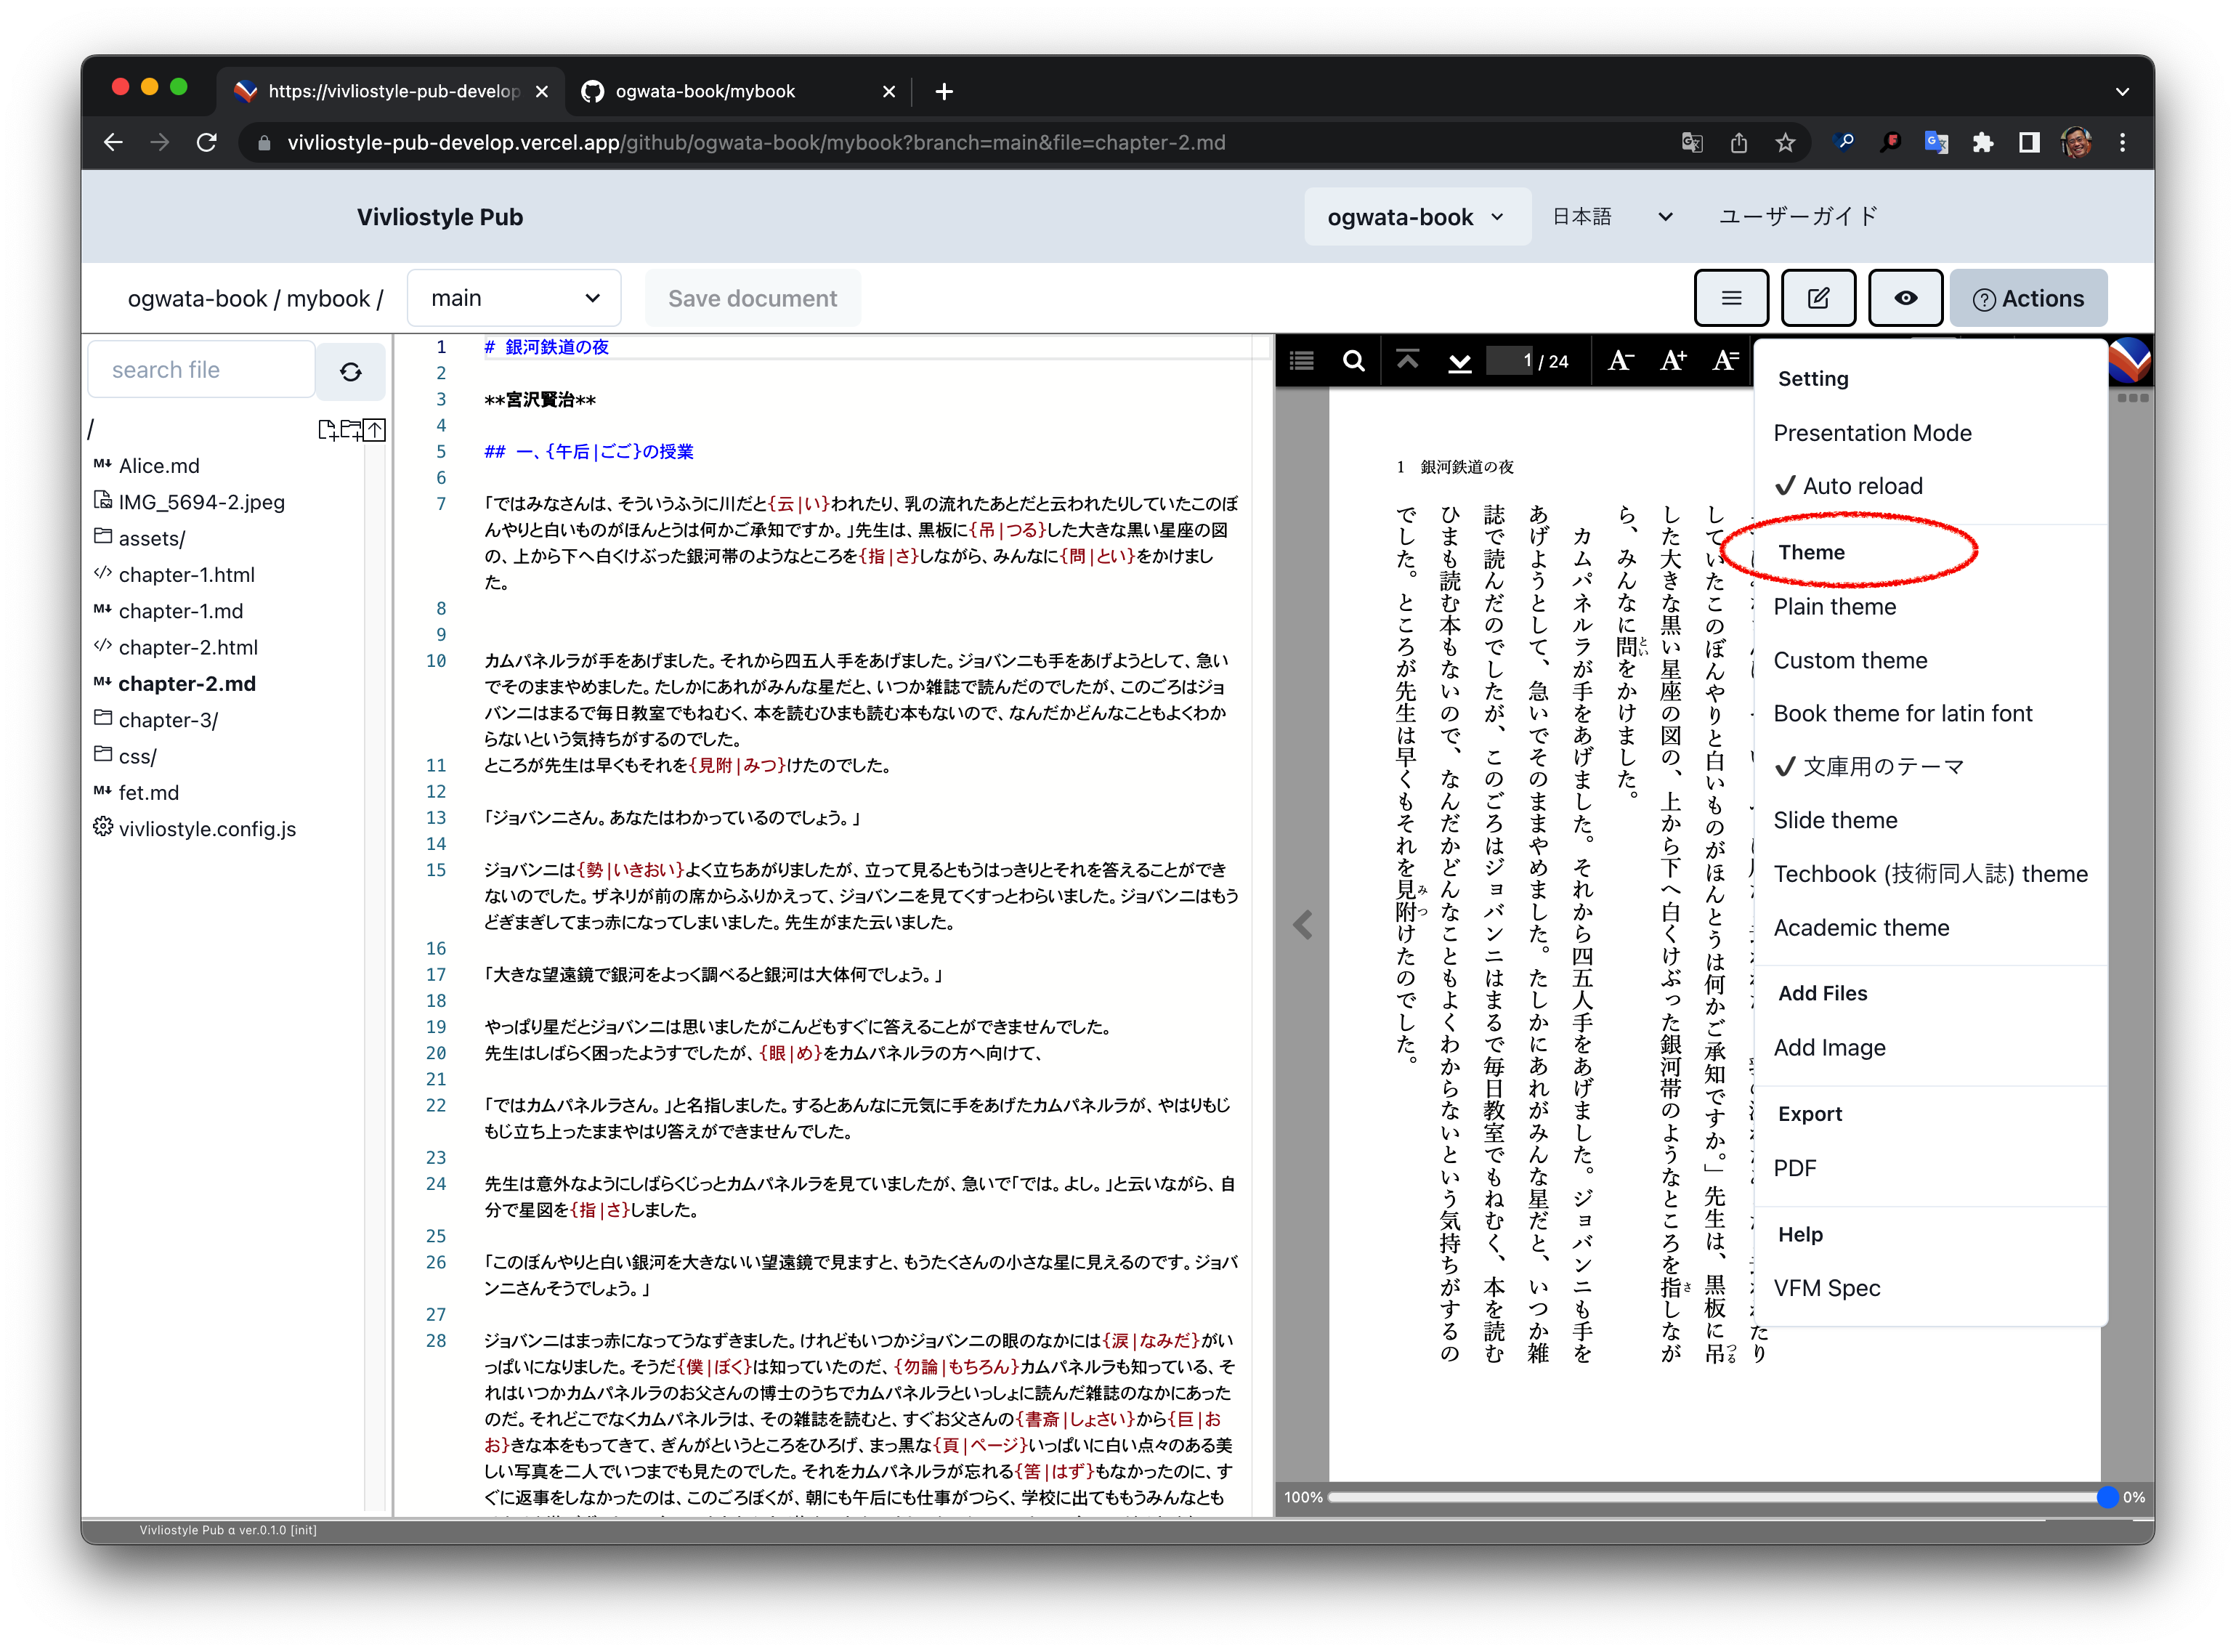 https://vivliostyle-pub-develop
ogwata-book/mybook
vivliostyle-pub-develop.vercel.app/github/ogwata-book/mybook?branch=main&file=chapter-2.md
Vivliostyle Pub
ogwata-book
日本語
ユーザーガイド
ogwata-book / mybook /
main
Save document
Actions
search file
/
Alice.md
IMG_5694-2.jpeg
assets/
chapter-1.html
chapter-1.md
chapter-2.html
chapter-2.md
chapter-3/
css/
fet.md
vivliostyle.config.js
1 # 銀河鉄道の夜
2
3 **宮沢賢治**
4
5 ## 一、{午后|ごご}の授業
6
7 「ではみなさんは、そういうふうに川だと{云|い}われたり、乳の流れたあとだと云われたりしていたこのぼ
んやりと白いものがほんとうは何かご承知ですか。」先生は、黒板に{吊|つる}した大きな黒い星座の図
の、上から下へ白くけぶった銀河帯のようなところを{指|さ}しながら、みんなに{問|とい}をかけまし
た。
8
9
10 カムパネルラが手をあげました。それから四五人手をあげました。ジョバンニも手をあげようとして、急い
でそのままやめました。たしかにあれがみんな星だと、いつか雑誌で読んだのでしたが、このごろはジョ
バンニはまるで毎日教室でもねむく、本を読むひまも読む本もないので、なんだかどんなこともよくわか
らないという気持ちがするのでした。
11 ところが先生は早くもそれを{見附|みつ}けたのでした。
12
13 「ジョバンニさん。あなたはわかっているのでしょう。」
14
15 ジョバンニは{勢|いきおい}よく立ちあがりましたが、立って見るともうはっきりとそれを答えることができ
ないのでした。ザネリが前の席からふりかえって、ジョバンニを見てくすっとわらいました。ジョバンニはもう
どぎまぎしてまっ赤になってしまいました。先生がまた云いました。
16
17 「大きな望遠鏡で銀河をよっく調べると銀河は大体何でしょう。」
18
19 やっぱり星だとジョバンニは思いましたがこんどもすぐに答えることができませんでした。
20 先生はしばらく困ったようすでしたが、{眼|め}をカムパネルラの方へ向けて、
21
22 「ではカムパネルラさん。」と名指しました。するとあんなに元気に手をあげたカムパネルラが、やはりもじ
もじ立ち上ったままやはり答えができませんでした。
23
24 先生は意外なようにしばらくじっとカムパネルラを見ていましたが、急いで「では。よし。」と云いながら、自
分で星図を{指|さ}しました。
25
26 「このぼんやりと白い銀河を大きないい望遠鏡で見ますと、もうたくさんの小さな星に見えるのです。ジョバ
ンニさんそうでしょう。」
27
28 ジョバンニはまっ赤になってうなずきました。けれどもいつかジョバンニの眼のなかには{涙|なみだ}がい
っぱいになりました。そうだ{僕|ぼく}は知っていたのだ、{勿論|もちろん}カムパネルラも知っている、そ
れはいつかカムパネルラのお父さんの博士のうちでカムパネルラといっしょに読んだ雑誌のなかにあった
のだ。それどこでなくカムパネルラは、その雑誌を読むと、すぐお父さんの{書斎|しょさい}から{巨|お
お}きな本をもってきて、ぎんがというところをひろげ、まっ黒な{頁|ページ}いっぱいに白い点々のある美
しい写真を二人でいつまでも見たのでした。それをカムパネルラが忘れる{筈|はず}もなかったのに、す
ぐに返事をしなかったのは、このごろぼくが、朝にも午后にも仕事がつらく、学校に出てももうみんなとも
1 / 24
A− A+ A=
1 銀河鉄道の夜
していたこのぼんやりと白いものがほんとうは何かご承知ですか。」先生は、黒板に吊つる
した大きな黒い星座の図の、上から下へ白くけぶった銀河帯のようなところを指さしなが
ら、みんなに問といをかけました。
カムパネルラが手をあげました。それから四五人手をあげました。ジョバンニも手を
あげようとして、急いでそのままやめました。たしかにあれがみんな星だと、いつか雑
誌で読んだのでしたが、このごろはジョバンニはまるで毎日教室でもねむく、本を読む
ひまも読む本もないので、なんだかどんなこともよくわからないという気持ちがするの
でした。ところが先生は早くもそれを見附みつけたのでした。
Setting
Presentation Mode
✓ Auto reload
Theme
Plain theme
Custom theme
Book theme for latin font
✓ 文庫用のテーマ
Slide theme
Techbook (技術同人誌) theme
Academic theme
Add Files
Add Image
Export
PDF
Help
VFM Spec
100%
0%
Vivliostyle Pub α ver.0.1.0 [init]